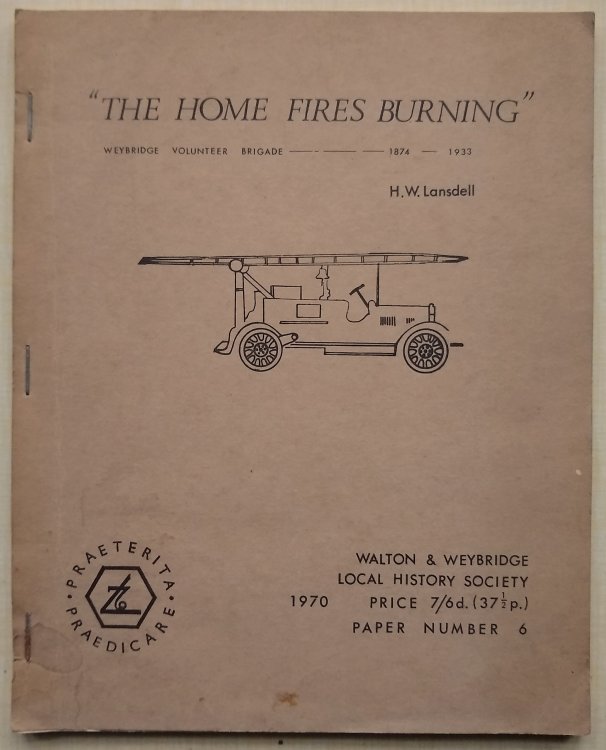 "THE HOME FIRES BURNING"
WEYBRIDGE VOLUNTEER BRIGADE — - — — 1874 — 1933
H.W. Lansdell
• PRAETERITA •
PRAEDICARE
WALTON & WEYBRIDGE
LOCAL HISTORY SOCIETY
1970 PRICE 7/6d. (37½p.)
PAPER NUMBER 6